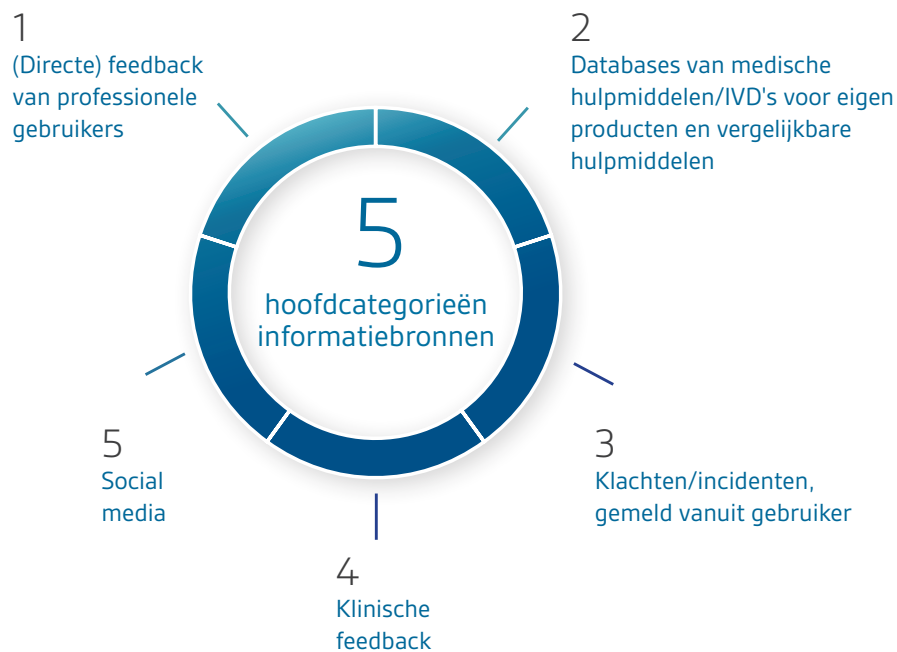 1
(Directe) feedback
van professionele
gebruikers
2
Databases van medische
hulpmiddelen/IVD's voor eigen
producten en vergelijkbare
hulpmiddelen
5
hoofdcategorieën
informatiebronnen
3
Klachten/incidenten,
gemeld vanuit gebruiker
4
Klinische
feedback
5
Social
media